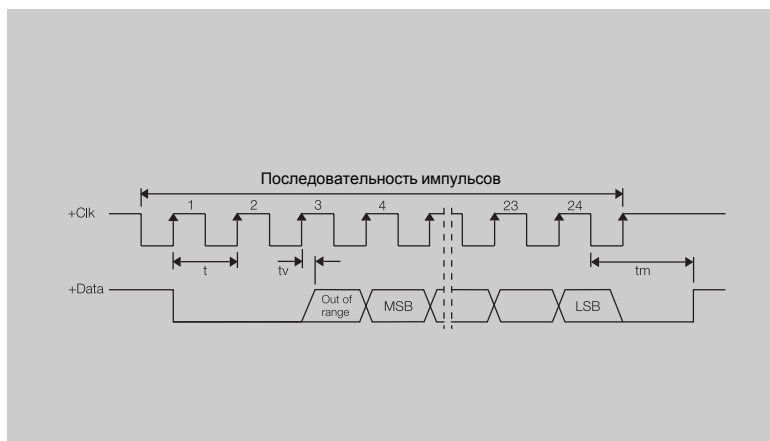 Последовательность импульсов
1 2 3 4 23 24
+Clk
t tv tm
+Data
Out of
range
MSB LSB